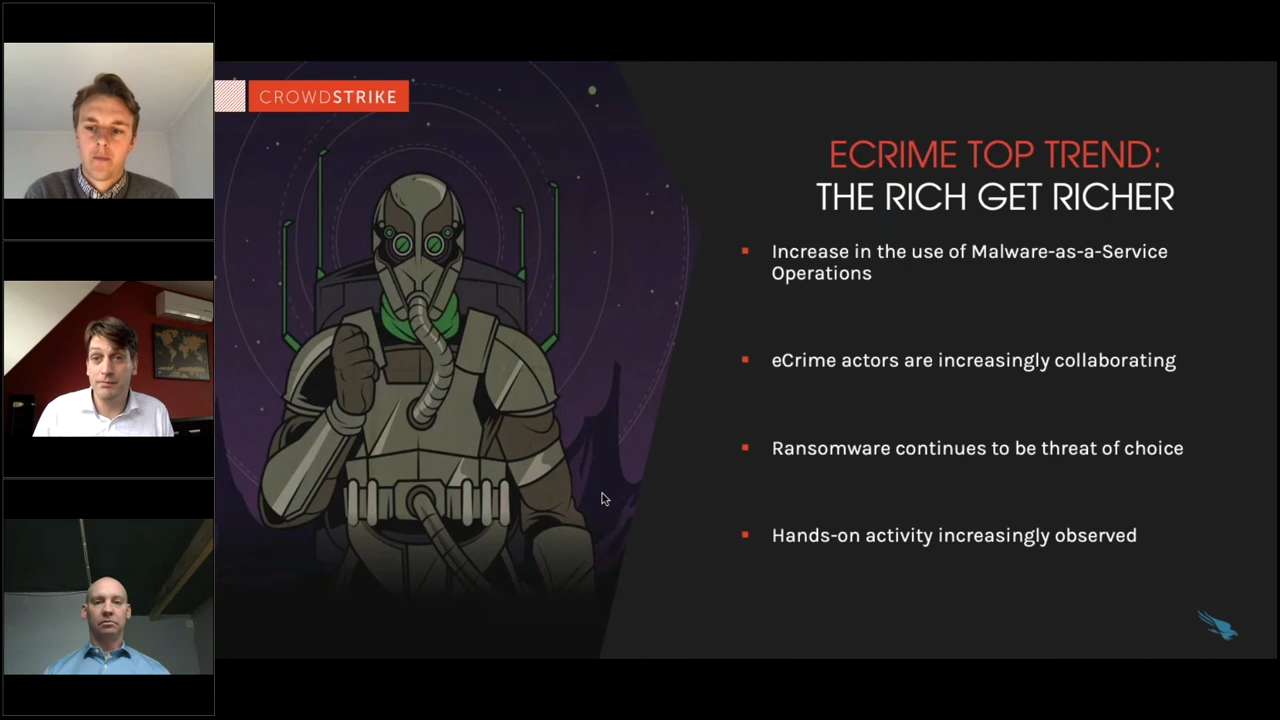 CROWDSTRIKE
ECRIME TOP TREND:
THE RICH GET RICHER
Increase in the use of Malware-as-a-Service
Operations
eCrime actors are increasingly collaborating
Ransomware continues to be threat of choice
Hands-on activity increasingly observed